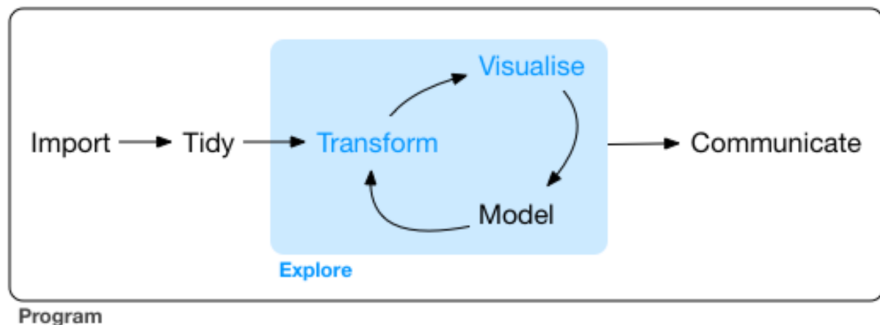 Visualise
Import
Tidy
Transform
Communicate
Model
Explore
Program